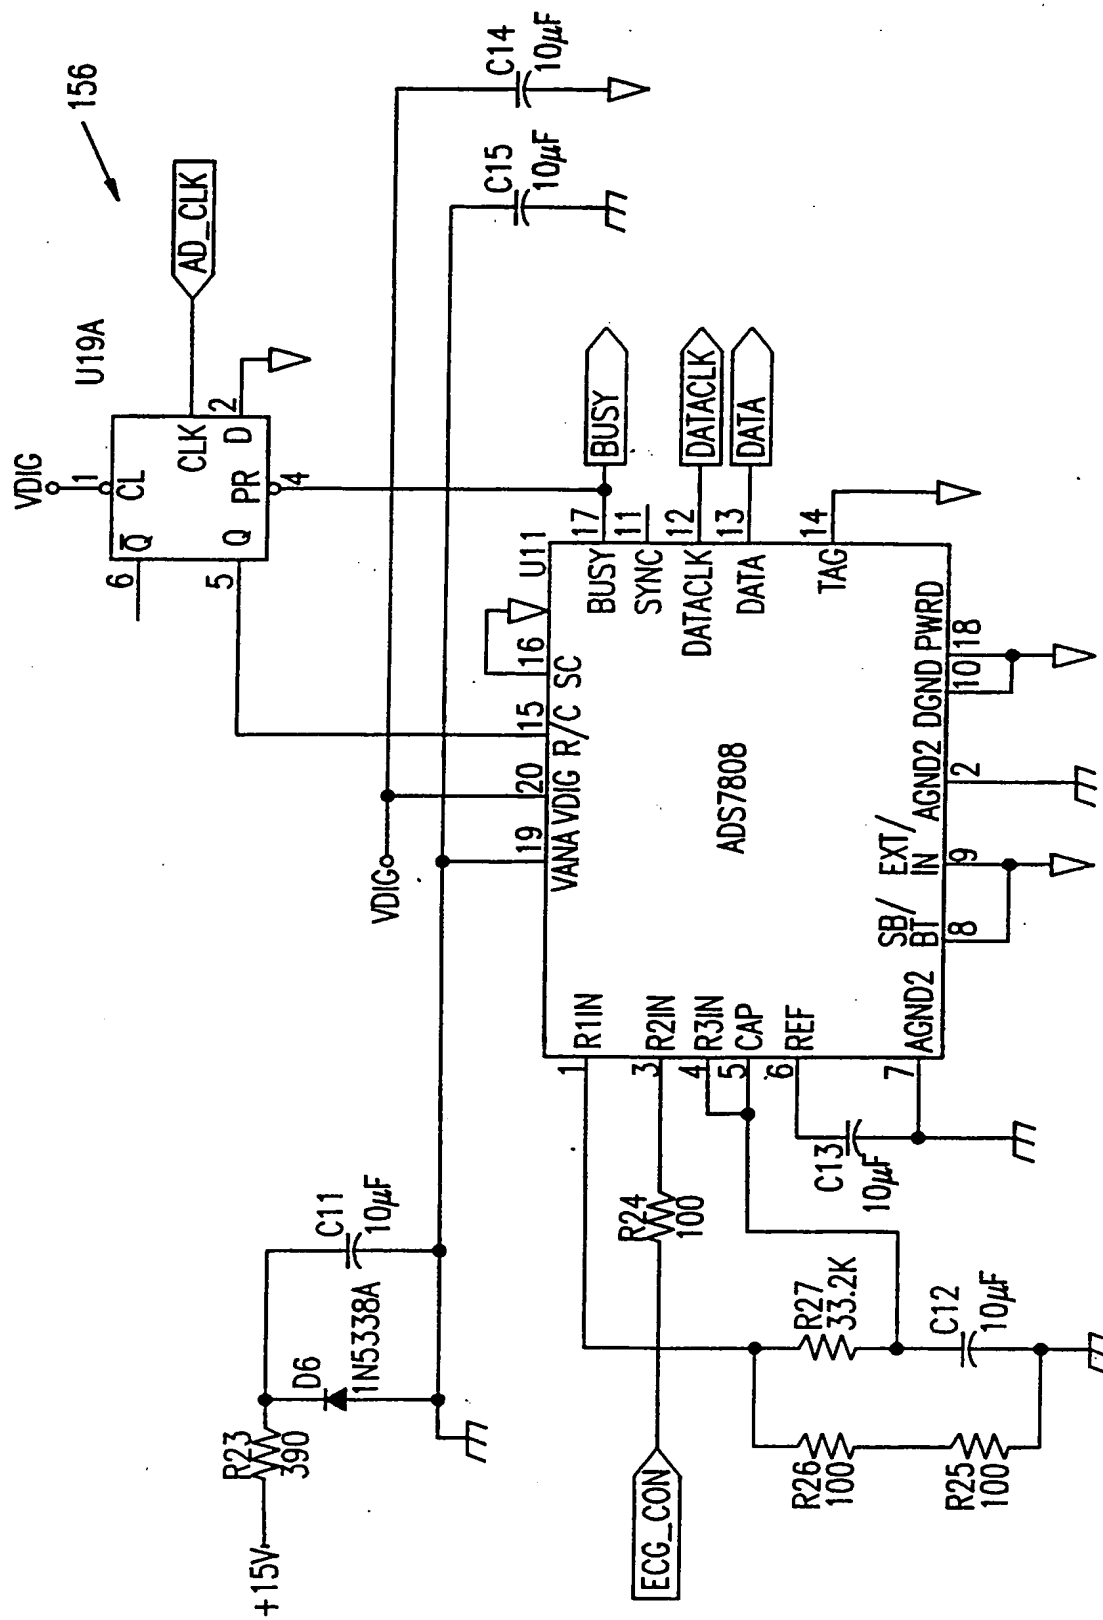 156
AD_CLK
U19A
VDIG
1
CL
CLK
2
D
Q̅
Q
PR
4
6
5
C14
10µF
C15
10µF
BUSY
DATACLK
DATA
U11
17
11
12
13
14
BUSY
SYNC
DATACLK
DATA
TAG
VDIG
19
20
15
16
VANA
VDIG
R/C
SC
ADS7808
R1IN
R2IN
R3IN
CAP
REF
AGND2
1
3
4
5
6
7
SB/
BT
EXT/
IN
AGND2
DGND
PWRD
8
9
2
10
18
+15V
R23
390
D6
1N5338A
C11
10µF
ECG_CON
R24
100
C13
10µF
R27
33.2K
C12
10µF
R26
100
R25
100